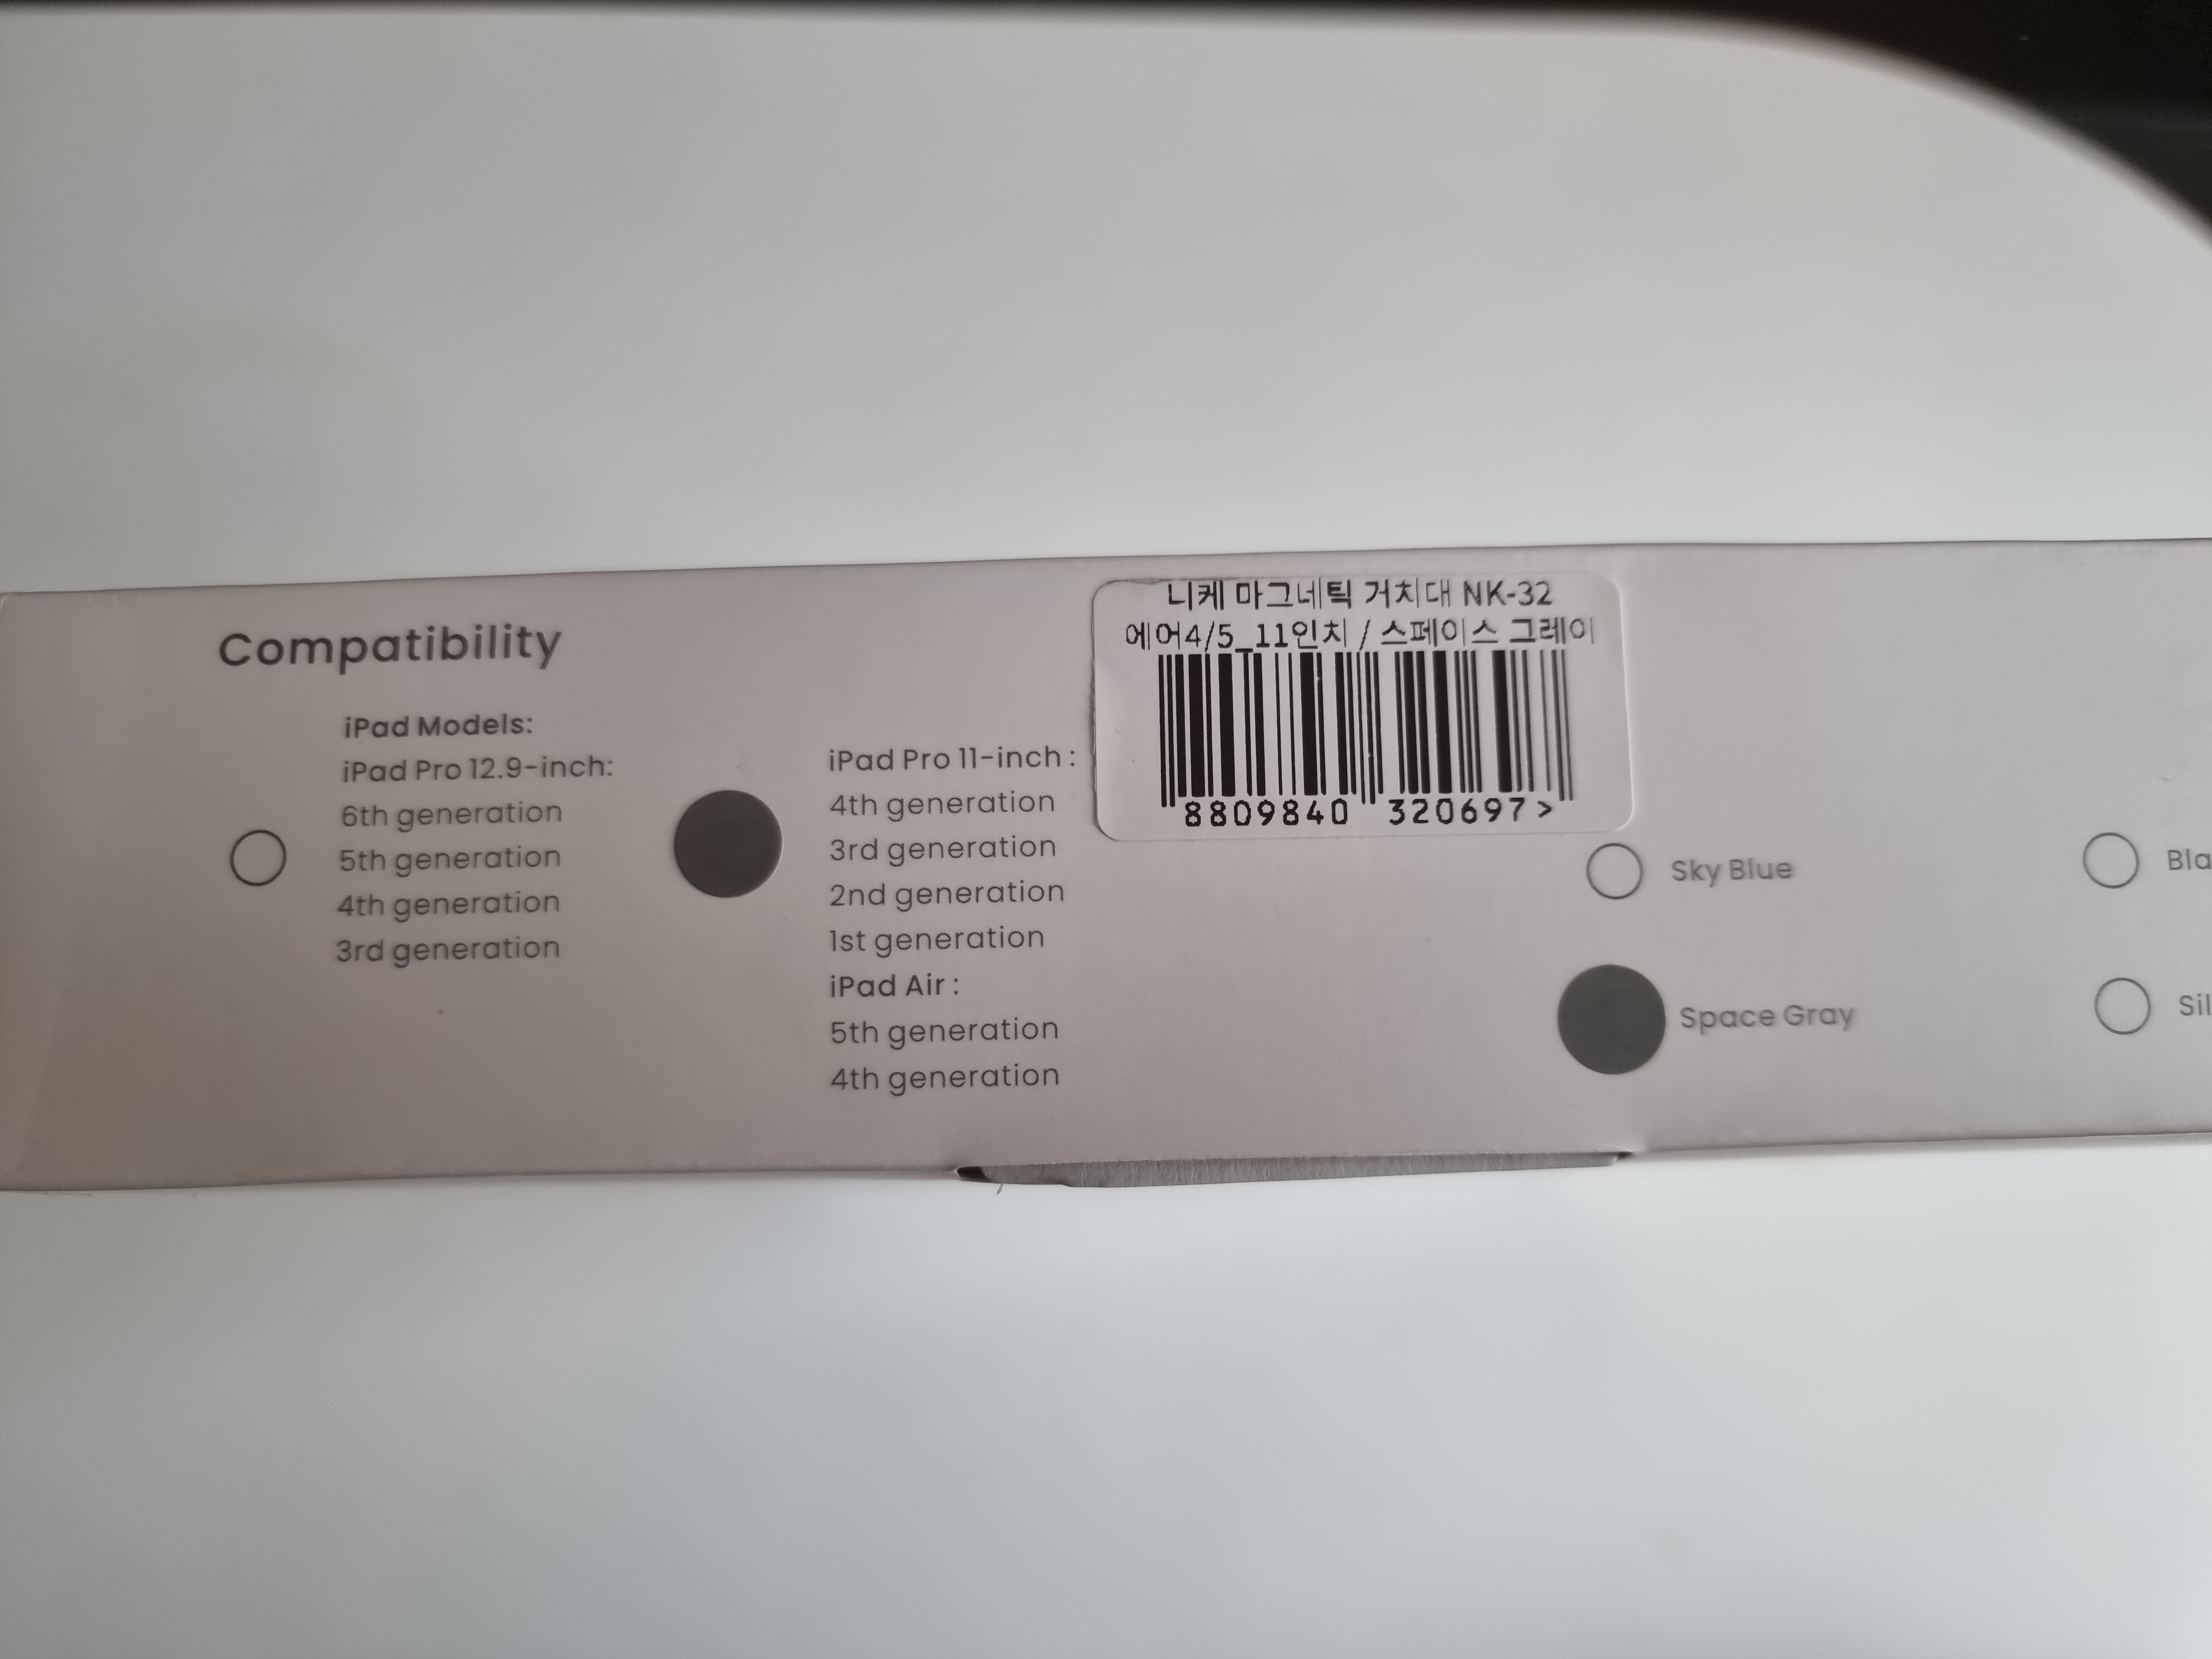 Compatibility
iPad Models:
iPad Pro 12.9-inch:
6th generation
5th generation
4th generation
3rd generation
iPad Pro 11-inch :
4th generation
3rd generation
2nd generation
1st generation
iPad Air :
5th generation
4th generation
니케 마그네틱 거치대 NK-32
에어4/5_11인치 / 스페이스 그레이
8809840 320697 >
Sky Blue
Space Gray
Bla
Sil